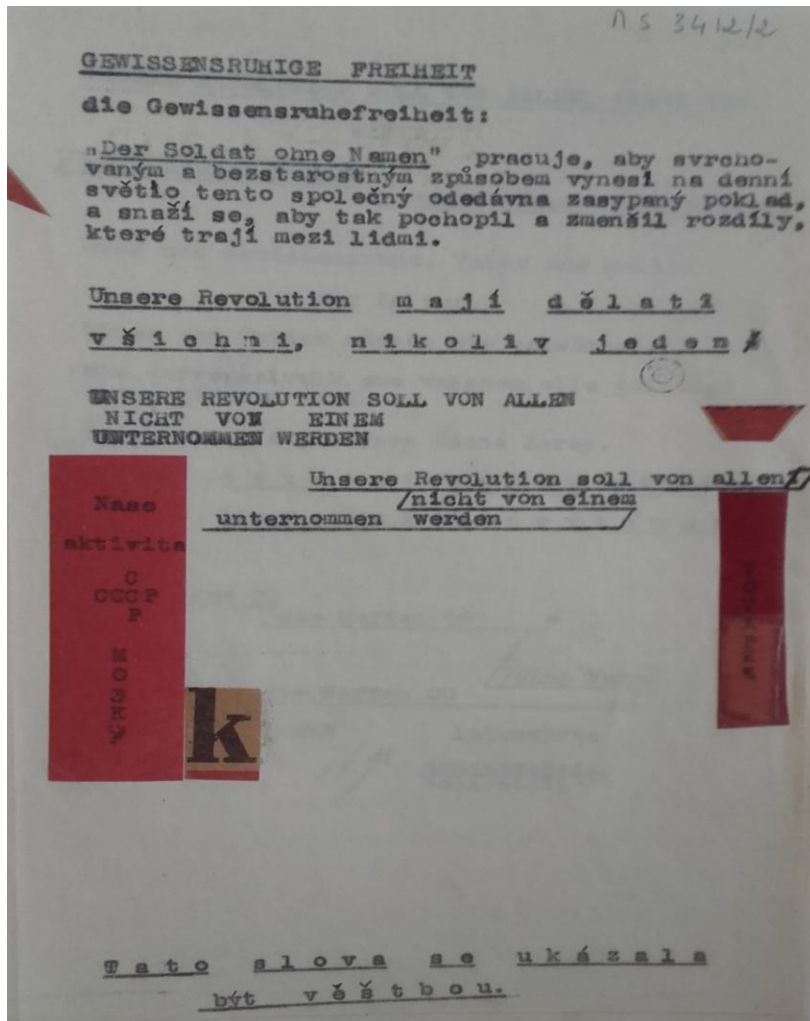 MS 3412/2
GEWISSENSRUHIGE FREIHEIT
die Gewissensruhefreiheit:
„Der Soldat ohne Namen" pracuje, aby svrcho-
vaným a bezstarostným způsobem vynesl na denní
světlo tento společný odedávna zasypaný poklad,
a snaží se, aby tak pochopil a zmenšil rozdíly,
které trají mezi lidmi.
Unsere Revolution mají dělati
všichni, nikoliv jeden
UNSERE REVOLUTION SOLL VON ALLEN
NICHT VON EINEM
UNTERNOMMEN WERDEN
Unsere Revolution soll von allen/
/nicht von einem
unternommen werden /
Nase
aktivita
C
CCCP
P
k
Tato slova se ukázala
být věštbou.